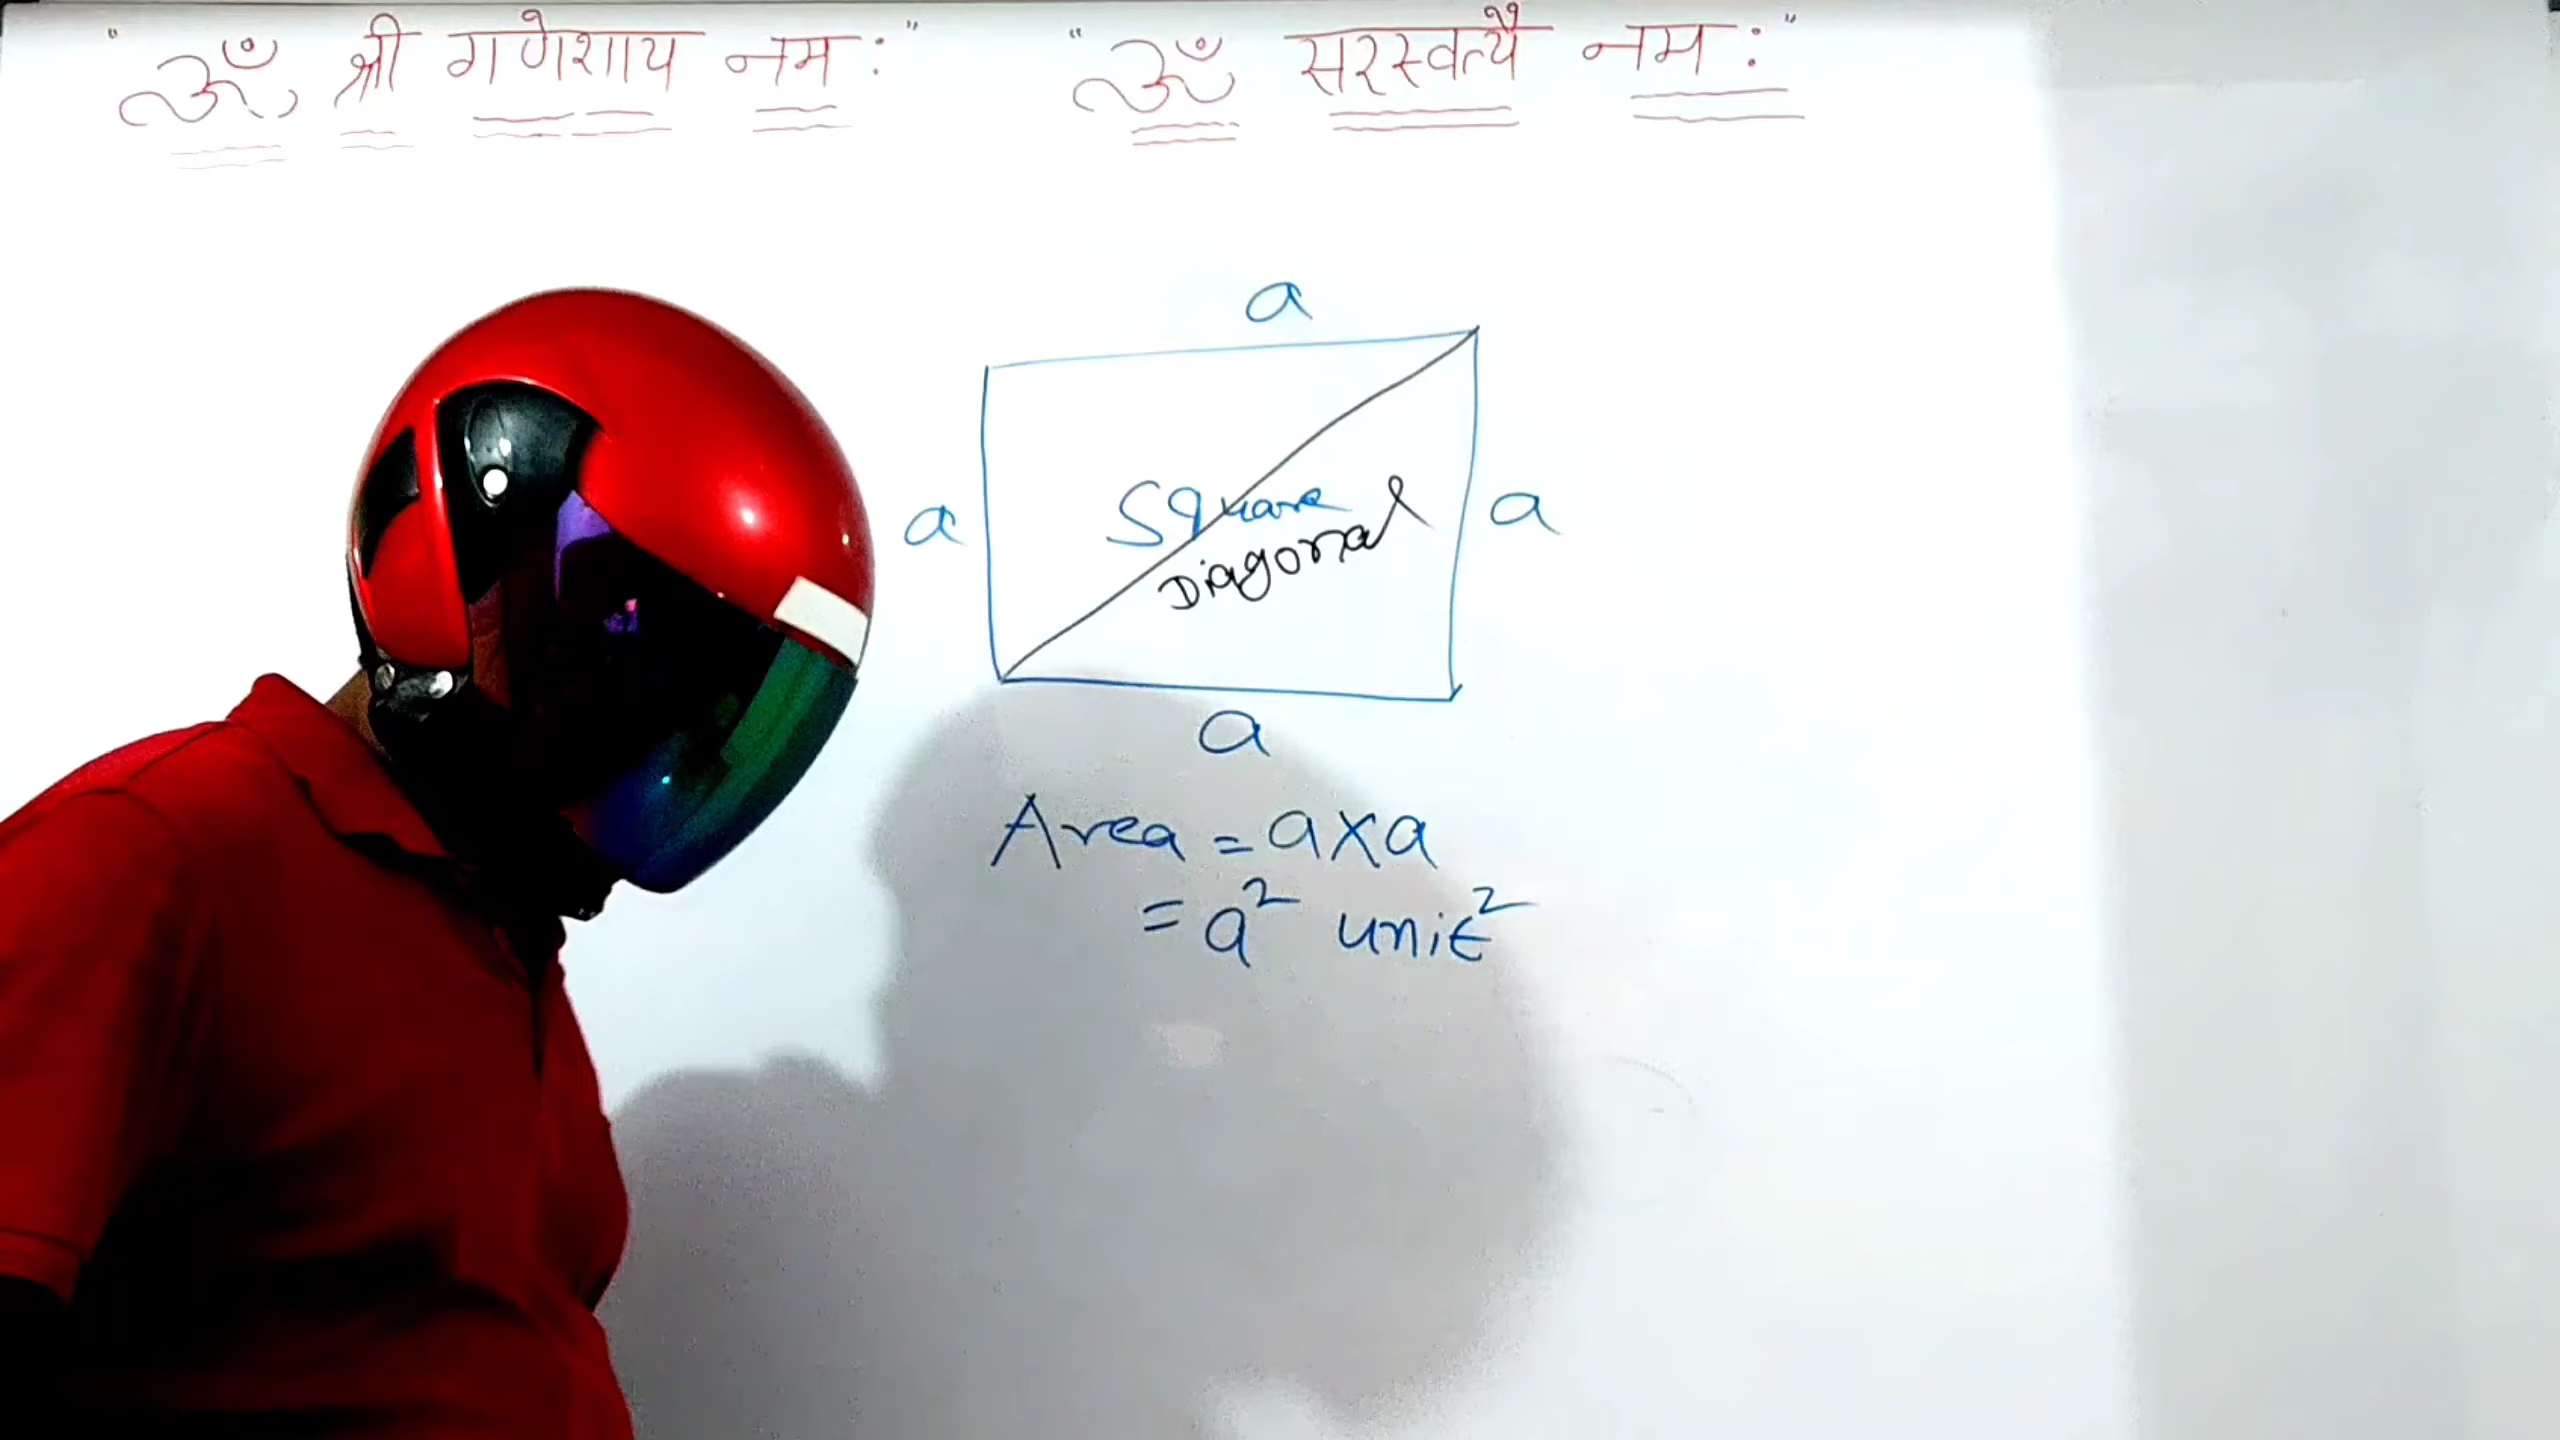 "ॐ श्री गणेशाय नमः" "ॐ सरस्वत्यै नमः"
a
a
Square
a
Diagonal
a
Area = a×a
= a² unit²